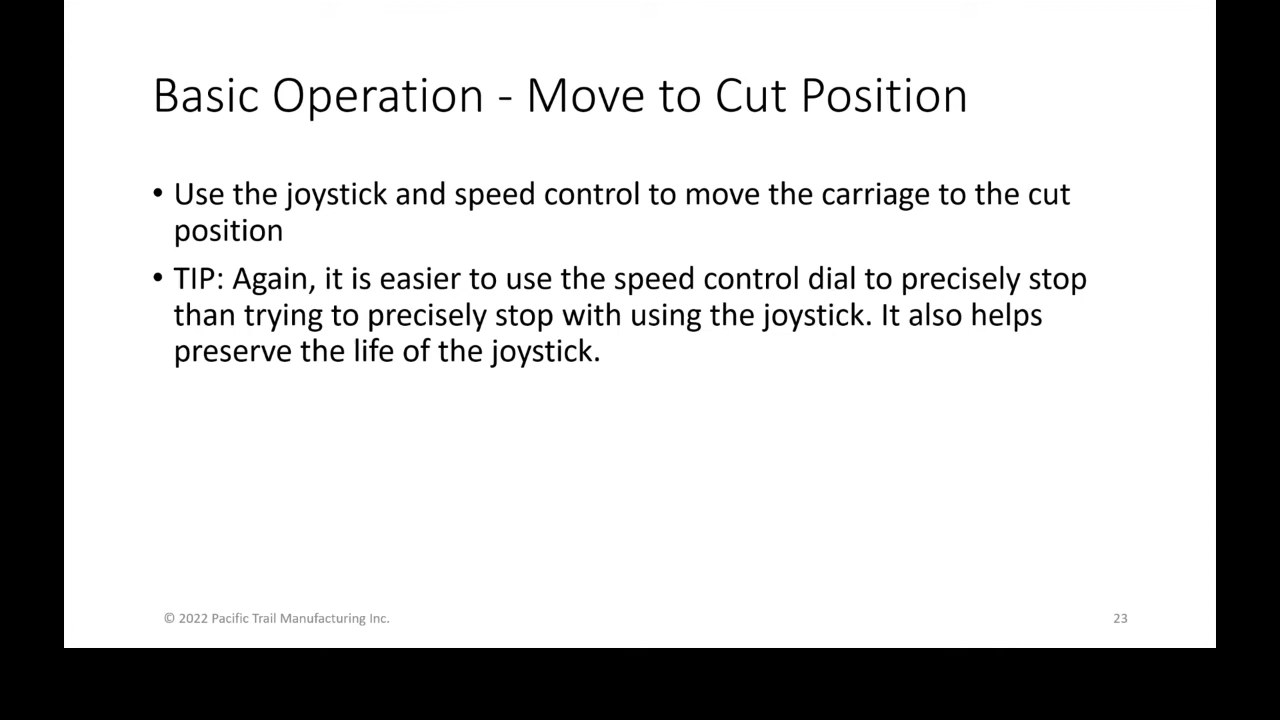 Basic Operation - Move to Cut Position
• Use the joystick and speed control to move the carriage to the cut
position
• TIP: Again, it is easier to use the speed control dial to precisely stop
than trying to precisely stop with using the joystick. It also helps
preserve the life of the joystick.
© 2022 Pacific Trail Manufacturing Inc.
23